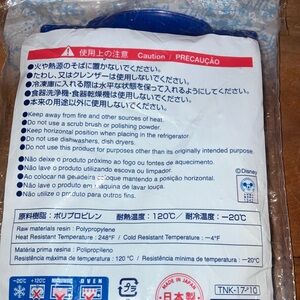 ⚠ 使用上の注意 Caution / PRECAUÇÃO
●火や熱源のそばに置かないでください。
●たわし、又はクレンザーは使用しないでください。
●冷凍庫に入れる際は水平な状態を保って入れるようにしてください。
●食器洗浄機・食器乾燥機は使用しないでください。
●本来の用途以外に使用しないでください。
●Keep away from fire and other sources of heat.
●Do not use a scrub brush or polishing powder.
●Keep horizontal position when placing in the refrigerator.
●Do not use dishwashers, dish dryers.
●Do not use this product for purposes other than its original intended purpose.
●Não deixe o produto próximo ao fogo ou fontes de aquecimento.
●Não lave o produto utilizando escova ou limpador.
●Ao colocar na geladeira coloque mantendo a posição horizontal.
●Não lave o produto em máquina de lavar louça.
●Não utilize o produto para outros fins.
©Disney
原料樹脂：ポリプロピレン 耐熱温度：120℃/ 耐冷温度：−20℃
Raw materials resin : Polypropylene
Heat Resistant Temperature : 248°F / Cold Resistant Temperature : −4°F
Matéria prima resina : Polipropileno
Resistência máxima de temperatura : 120 °C / Resistência mínima de temperatura : −20°C
-20℃ +120℃
OVEN
プラ
MADE IN JAPAN
日本製
TNK-17-10